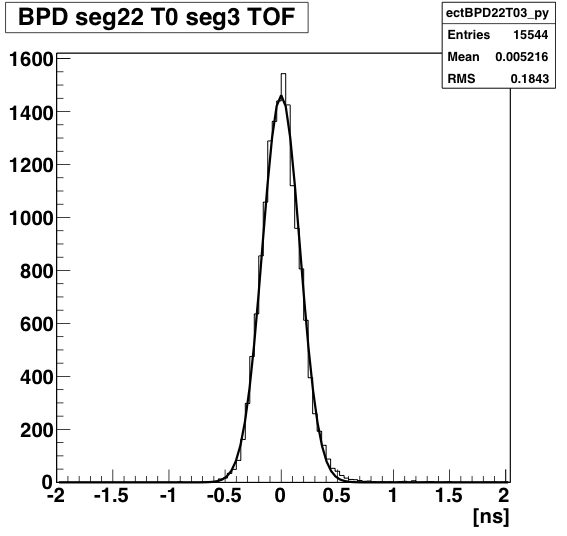 BPD seg22 T0 seg3 TOF
ectBPD22T03_py
Entries 15544
Mean 0.005216
RMS 0.1843
1600
1400
1200
1000
800
600
400
200
0
-2 -1.5 -1 -0.5 0 0.5 1 1.5 2
[ns]